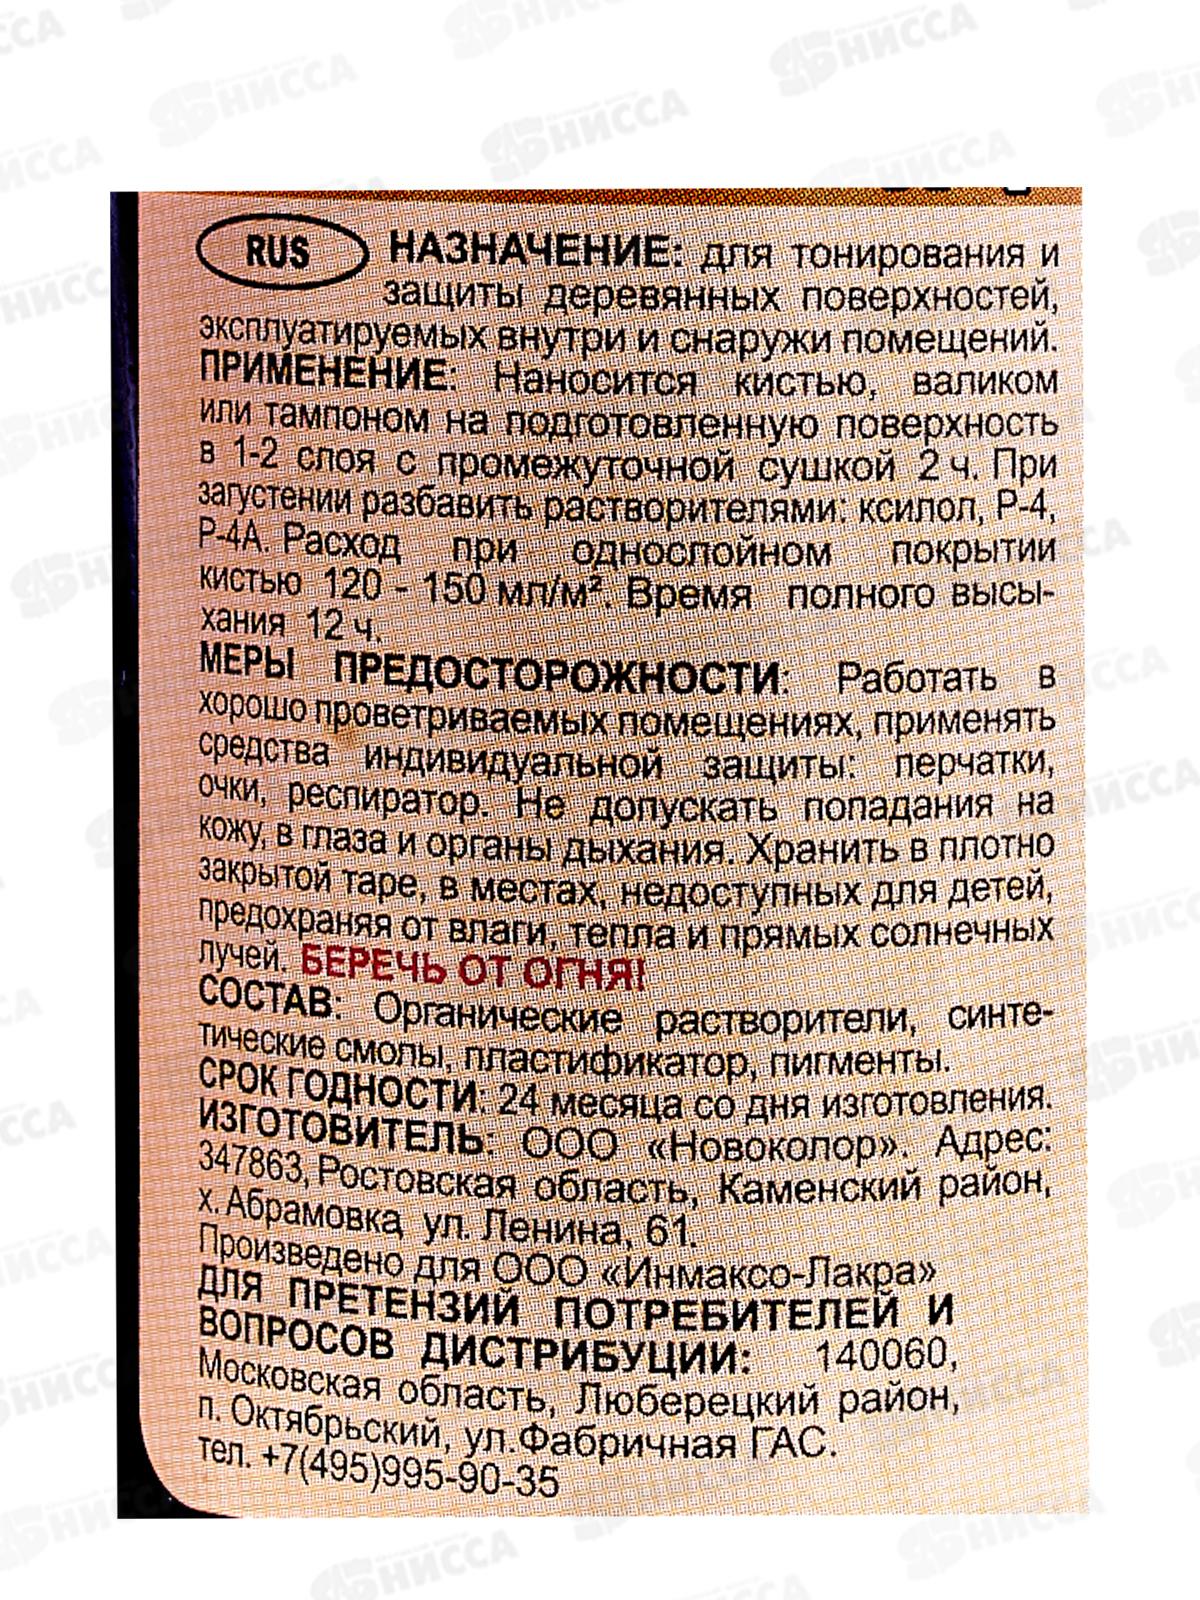 RUS НАЗНАЧЕНИЕ: для тонирования и
защиты деревянных поверхностей,
эксплуатируемых внутри и снаружи помещений.
ПРИМЕНЕНИЕ: Наносится кистью, валиком
или тампоном на подготовленную поверхность
в 1-2 слоя с промежуточной сушкой 2 ч. При
загустении разбавить растворителями: ксилол, Р-4,
Р-4А. Расход при однослойном покрытии
кистью 120 - 150 мл/м². Время полного высы-
хания 12 ч.
МЕРЫ ПРЕДОСТОРОЖНОСТИ: Работать в
хорошо проветриваемых помещениях, применять
средства индивидуальной защиты: перчатки,
очки, респиратор. Не допускать попадания на
кожу, в глаза и органы дыхания. Хранить в плотно
закрытой таре, в местах, недоступных для детей,
предохраняя от влаги, тепла и прямых солнечных
лучей. БЕРЕЧЬ ОТ ОГНЯ!
СОСТАВ: Органические растворители, синте-
тические смолы, пластификатор, пигменты.
СРОК ГОДНОСТИ: 24 месяца со дня изготовления.
ИЗГОТОВИТЕЛЬ: ООО «Новоколор». Адрес:
347863, Ростовская область, Каменский район,
х. Абрамовка ул. Ленина, 61.
Произведено для ООО «Инмаксо-Лакра»
ДЛЯ ПРЕТЕНЗИЙ ПОТРЕБИТЕЛЕЙ И
ВОПРОСОВ ДИСТРИБУЦИИ: 140060,
Московская область, Люберецкий район,
п. Октябрьский, ул.Фабричная ГАС.
тел. +7(495)995-90-35